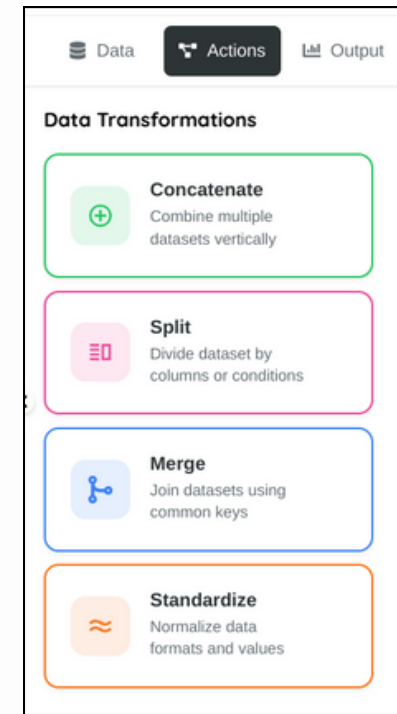 Data Actions Output
Data Transformations
Concatenate
Combine multiple
datasets vertically
Split
Divide dataset by
columns or conditions
Merge
Join datasets using
common keys
Standardize
Normalize data
formats and values